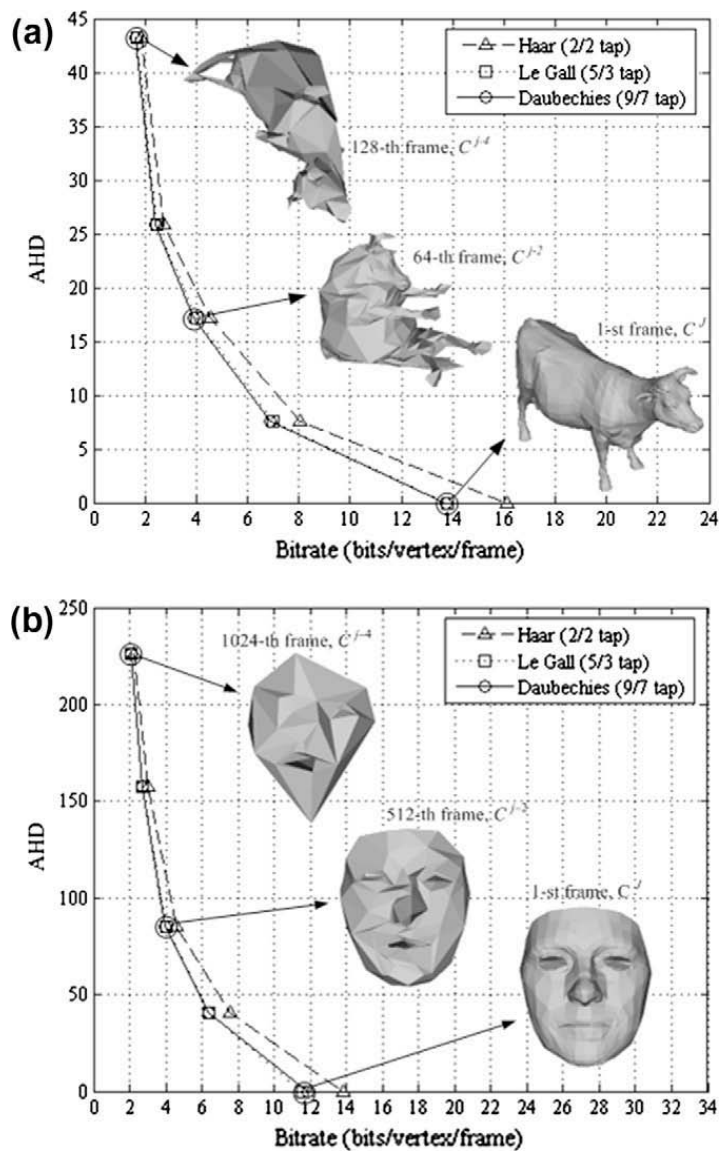 (a)
45
40
35
30
25
20
15
10
5
0
AHD
Haar (2/2 tap)
Le Gall (5/3 tap)
Daubechies (9/7 tap)
128-th frame, C^{j-4}
64-th frame, C^{j-2}
1-st frame, C^J
0 2 4 6 8 10 12 14 16 18 20 22 24
Bitrate (bits/vertex/frame)
(b)
250
200
150
100
50
0
AHD
Haar (2/2 tap)
Le Gall (5/3 tap)
Daubechies (9/7 tap)
1024-th frame, C^{j-4}
512-th frame, C^{j-2}
1-st frame, C^J
0 2 4 6 8 10 12 14 16 18 20 22 24 26 28 30 32 34 36
Bitrate (bits/vertex/frame)